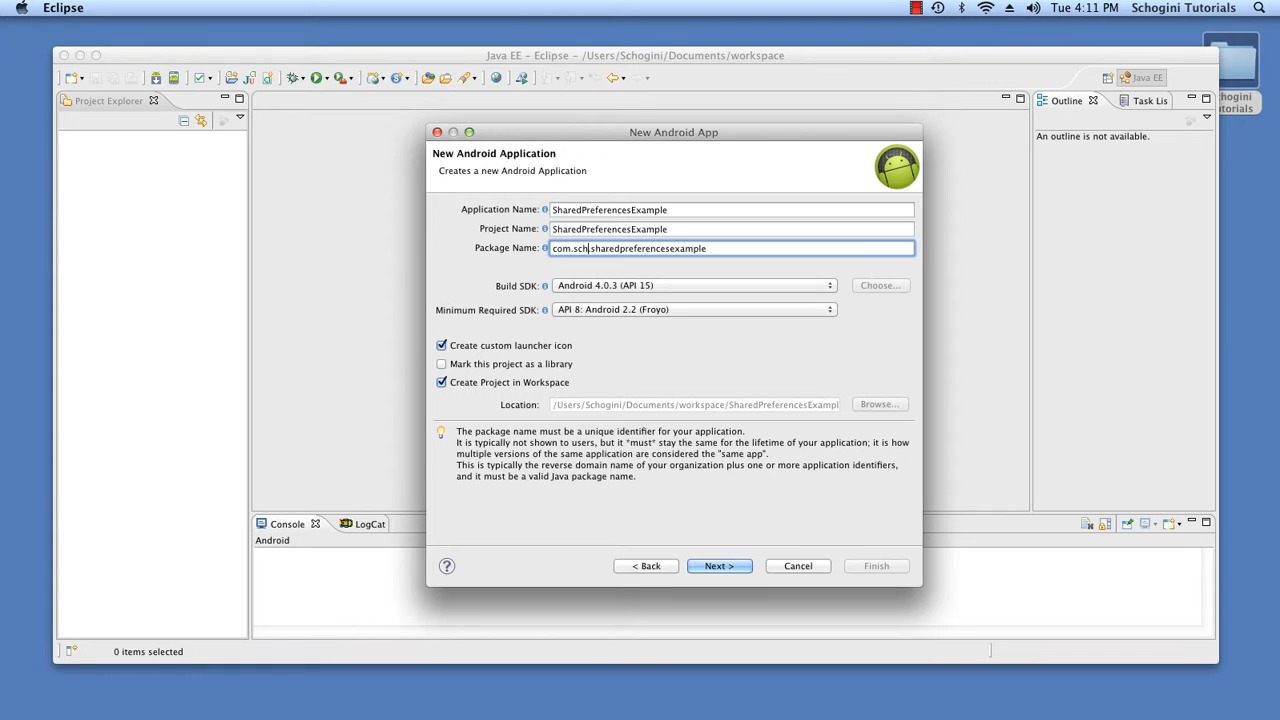 Eclipse
Tue 4:11 PM
Schogini Tutorials
Java EE - Eclipse - /Users/Schogini/Documents/workspace
Java EE
Project Explorer
Outline
Task Lis
chogini
utorials
An outline is not available.
New Android App
New Android Application
Creates a new Android Application
Application Name:
SharedPreferencesExample
Project Name:
SharedPreferencesExample
Package Name:
com.sch.sharedpreferencesexample
Build SDK:
Android 4.0.3 (API 15)
Choose...
Minimum Required SDK:
API 8: Android 2.2 (Froyo)
Create custom launcher icon
Mark this project as a library
Create Project in Workspace
Location:
/Users/Schogini/Documents/workspace/SharedPreferencesExampl
Browse...
The package name must be a unique identifier for your application.
It is typically not shown to users, but it *must* stay the same for the lifetime of your application; it is how
multiple versions of the same application are considered the "same app".
This is typically the reverse domain name of your organization plus one or more application identifiers,
and it must be a valid Java package name.
Console
LogCat
Android
?
< Back
Next >
Cancel
Finish
0 items selected